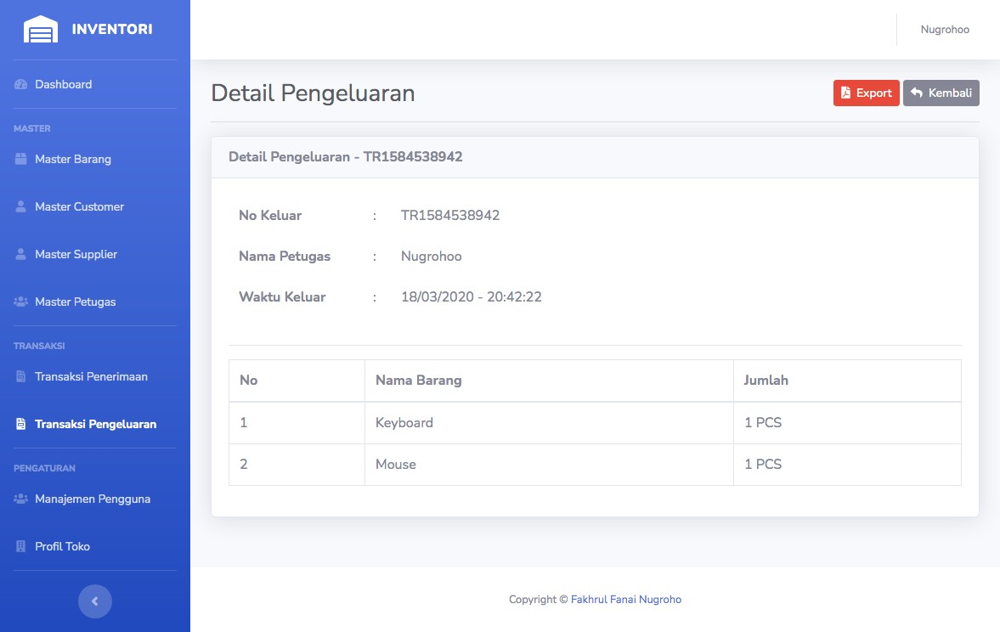 INVENTORI
Dashboard
MASTER
Master Barang
Master Customer
Master Supplier
Master Petugas
TRANSAKSI
Transaksi Penerimaan
Transaksi Pengeluaran
PENGATURAN
Manajemen Pengguna
Profil Toko
Nugrohoo
Detail Pengeluaran
Export
Kembali
Detail Pengeluaran - TR1584538942
No Keluar : TR1584538942
Nama Petugas : Nugrohoo
Waktu Keluar : 18/03/2020 - 20:42:22
No Nama Barang Jumlah
1 Keyboard 1 PCS
2 Mouse 1 PCS
Copyright © Fakhrul Fanai Nugroho